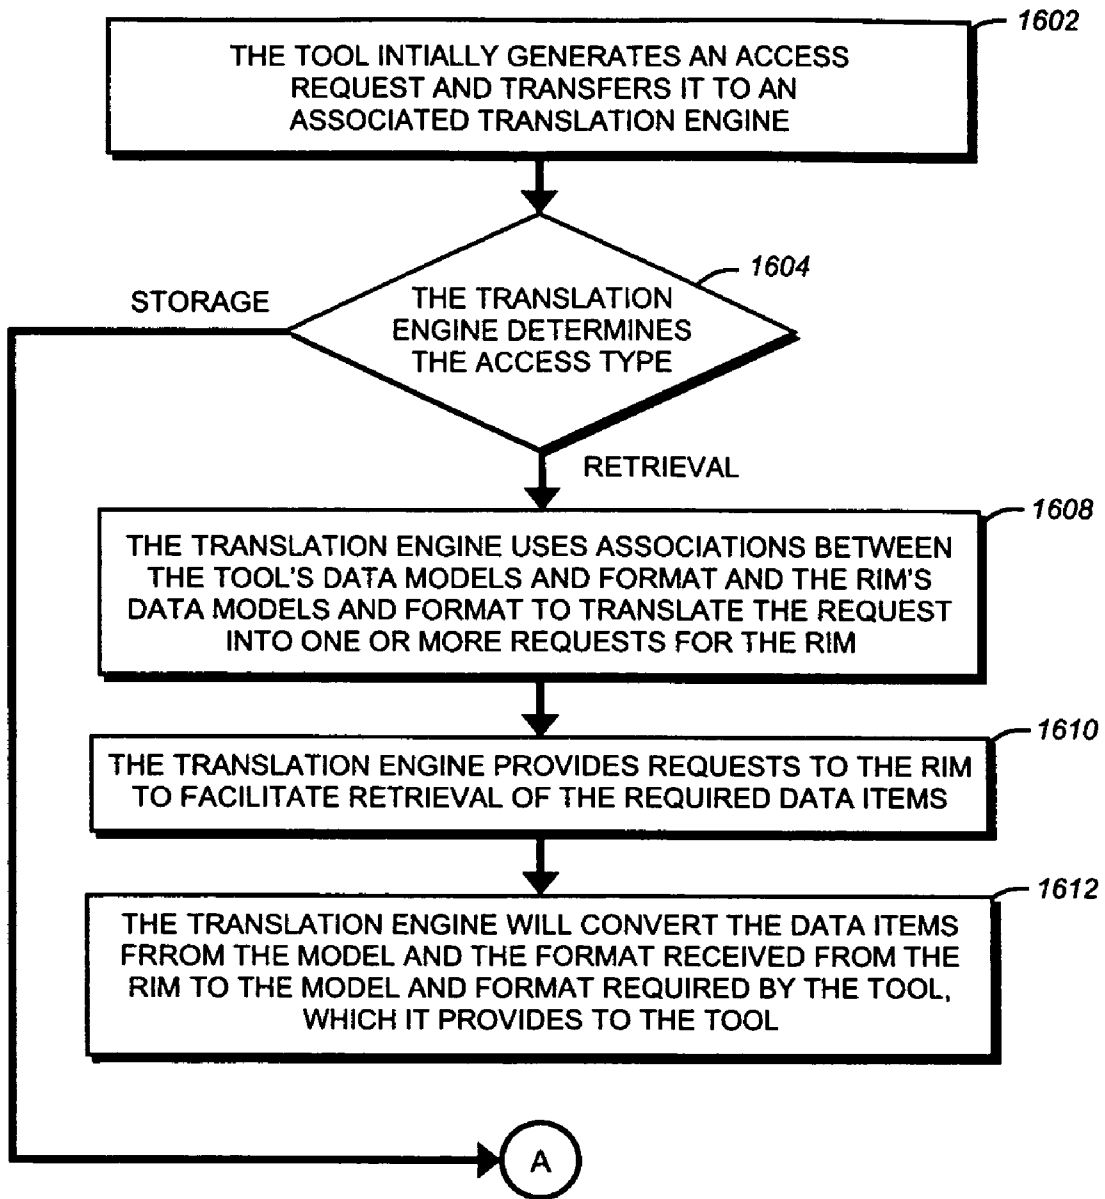 1602
THE TOOL INTIALLY GENERATES AN ACCESS
REQUEST AND TRANSFERS IT TO AN
ASSOCIATED TRANSLATION ENGINE
1604
STORAGE
THE TRANSLATION
ENGINE DETERMINES
THE ACCESS TYPE
RETRIEVAL
1608
THE TRANSLATION ENGINE USES ASSOCIATIONS BETWEEN
THE TOOL'S DATA MODELS AND FORMAT AND THE RIM'S
DATA MODELS AND FORMAT TO TRANSLATE THE REQUEST
INTO ONE OR MORE REQUESTS FOR THE RIM
1610
THE TRANSLATION ENGINE PROVIDES REQUESTS TO THE RIM
TO FACILITATE RETRIEVAL OF THE REQUIRED DATA ITEMS
1612
THE TRANSLATION ENGINE WILL CONVERT THE DATA ITEMS
FRROM THE MODEL AND THE FORMAT RECEIVED FROM THE
RIM TO THE MODEL AND FORMAT REQUIRED BY THE TOOL,
WHICH IT PROVIDES TO THE TOOL
A